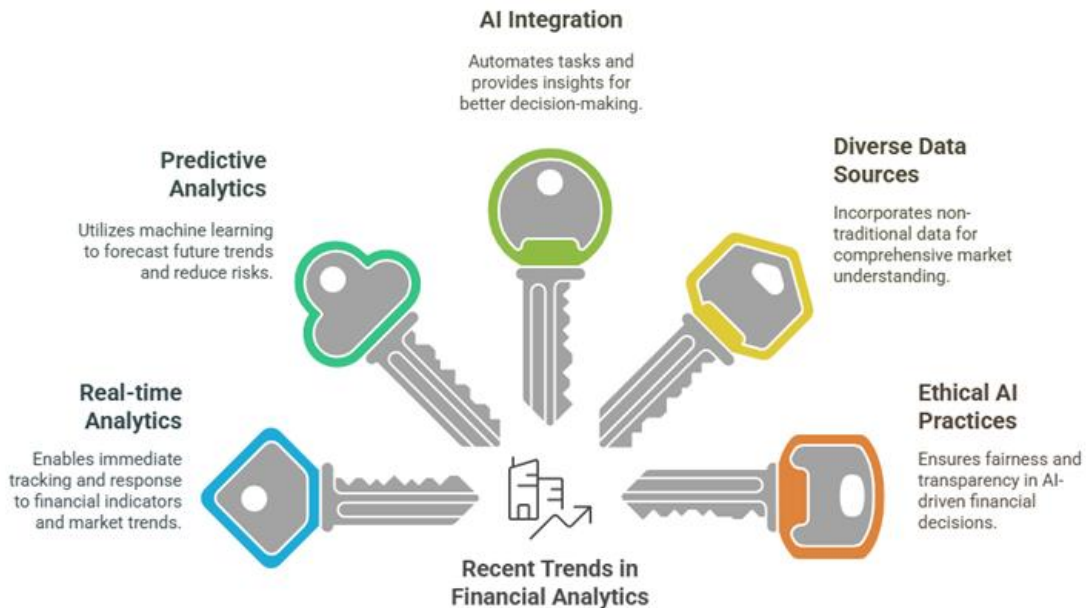 AI Integration
Automates tasks and
provides insights for
better decision-making.
Predictive
Analytics
Utilizes machine learning
to forecast future trends
and reduce risks.
Diverse Data
Sources
Incorporates non-
traditional data for
comprehensive market
understanding.
Real-time
Analytics
Enables immediate
tracking and response
to financial indicators
and market trends.
Ethical AI
Practices
Ensures fairness and
transparency in AI-
driven financial
decisions.
Recent Trends in
Financial Analytics